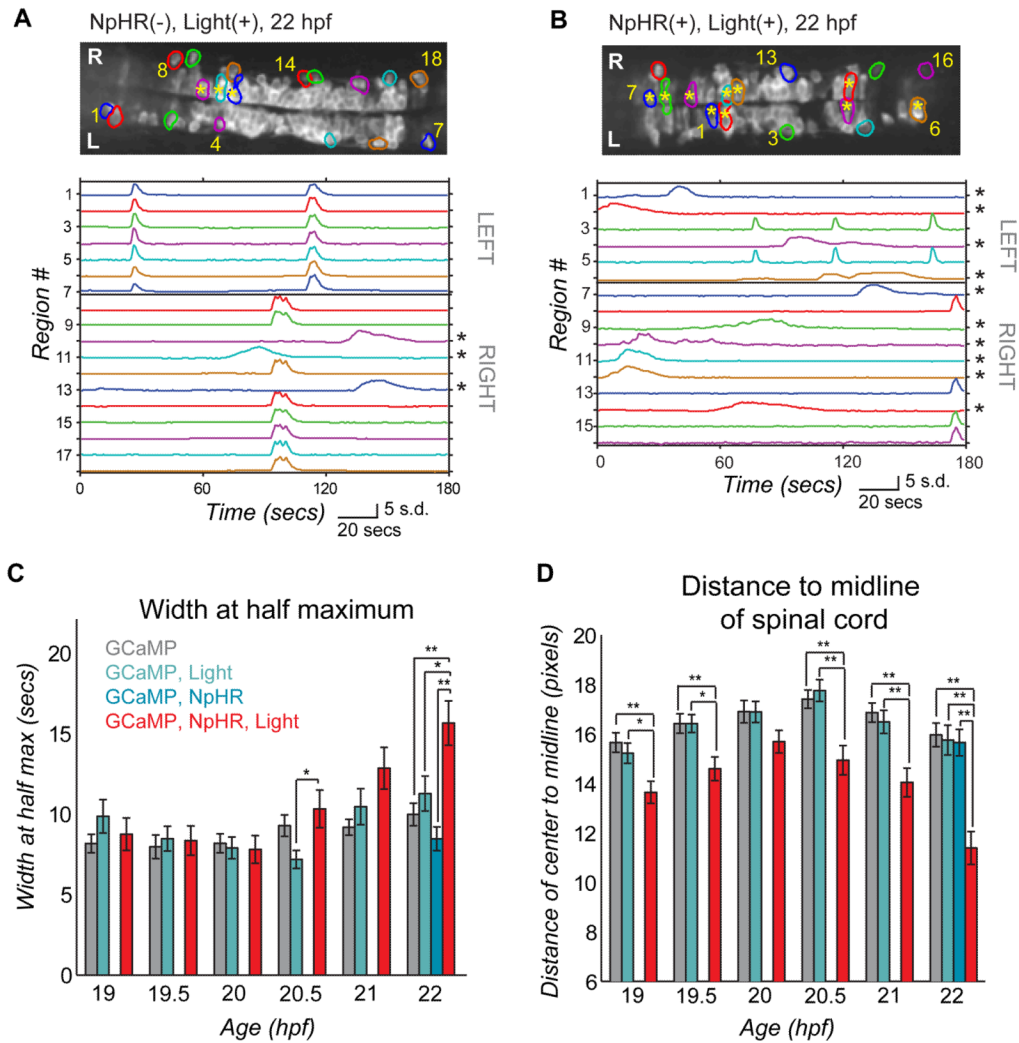 A
NpHR(-), Light(+), 22 hpf
R
L
8
14
18
1
4
7
* * *
Region #
1
3
5
7
9
11
13
15
17
LEFT
RIGHT
*
*
*
0
60
120
180
Time (secs)
5 s.d.
20 secs
B
NpHR(+), Light(+), 22 hpf
R
L
13
16
7
1
3
6
* * * * * * * * * *
Region #
1
3
5
7
9
11
13
15
LEFT
RIGHT
*
*
*
*
*
*
*
*
*
*
0
60
120
180
Time (secs)
5 s.d.
20 secs
C
Width at half maximum
GCaMP
GCaMP, Light
GCaMP, NpHR
GCaMP, NpHR, Light
Width at half max (secs)
20
15
10
5
0
*
**
*
**
19 19.5 20 20.5 21 22
Age (hpf)
D
Distance to midline
of spinal cord
Distance of center to midline (pixels)
20
18
16
14
12
10
8
6
**
*
**
*
**
**
**
**
**
**
**
19 19.5 20 20.5 21 22
Age (hpf)